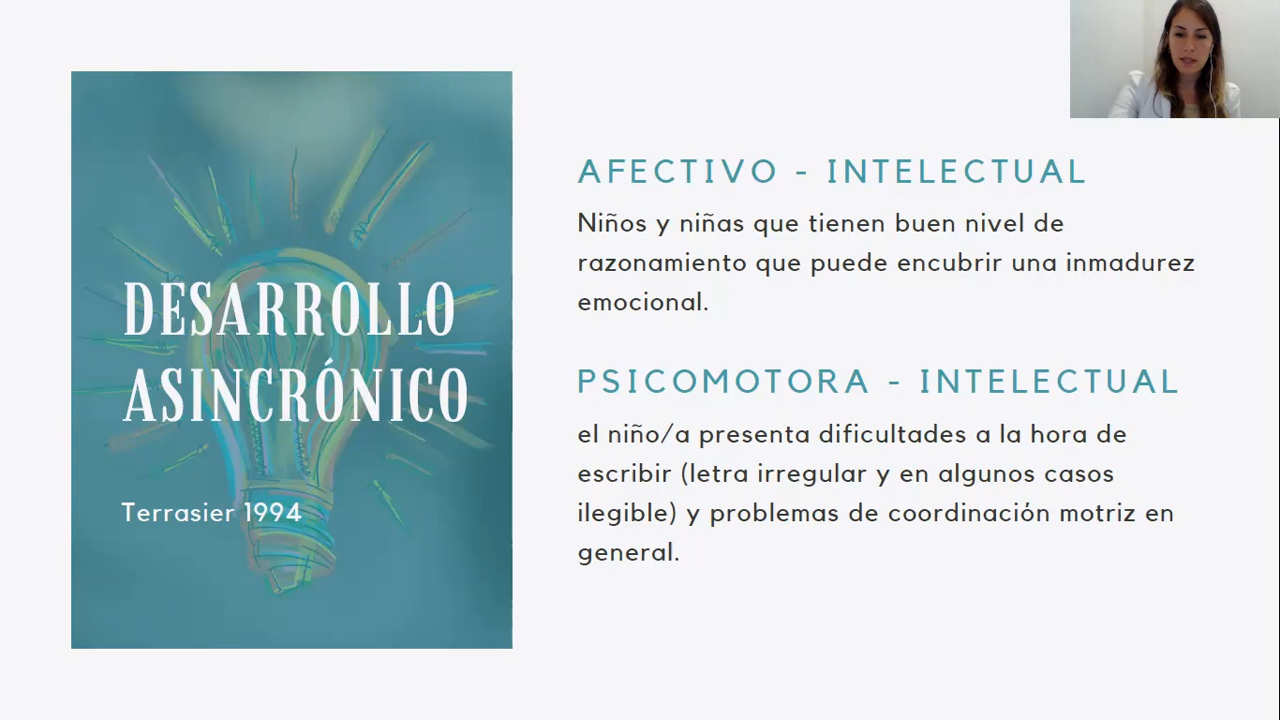 DESARROLLO
ASINCRÓNICO
Terrasier 1994
AFECTIVO - INTELECTUAL
Niños y niñas que tienen buen nivel de
razonamiento que puede encubrir una inmadurez
emocional.
PSICOMOTORA - INTELECTUAL
el niño/a presenta dificultades a la hora de
escribir (letra irregular y en algunos casos
ilegible) y problemas de coordinación motriz en
general.